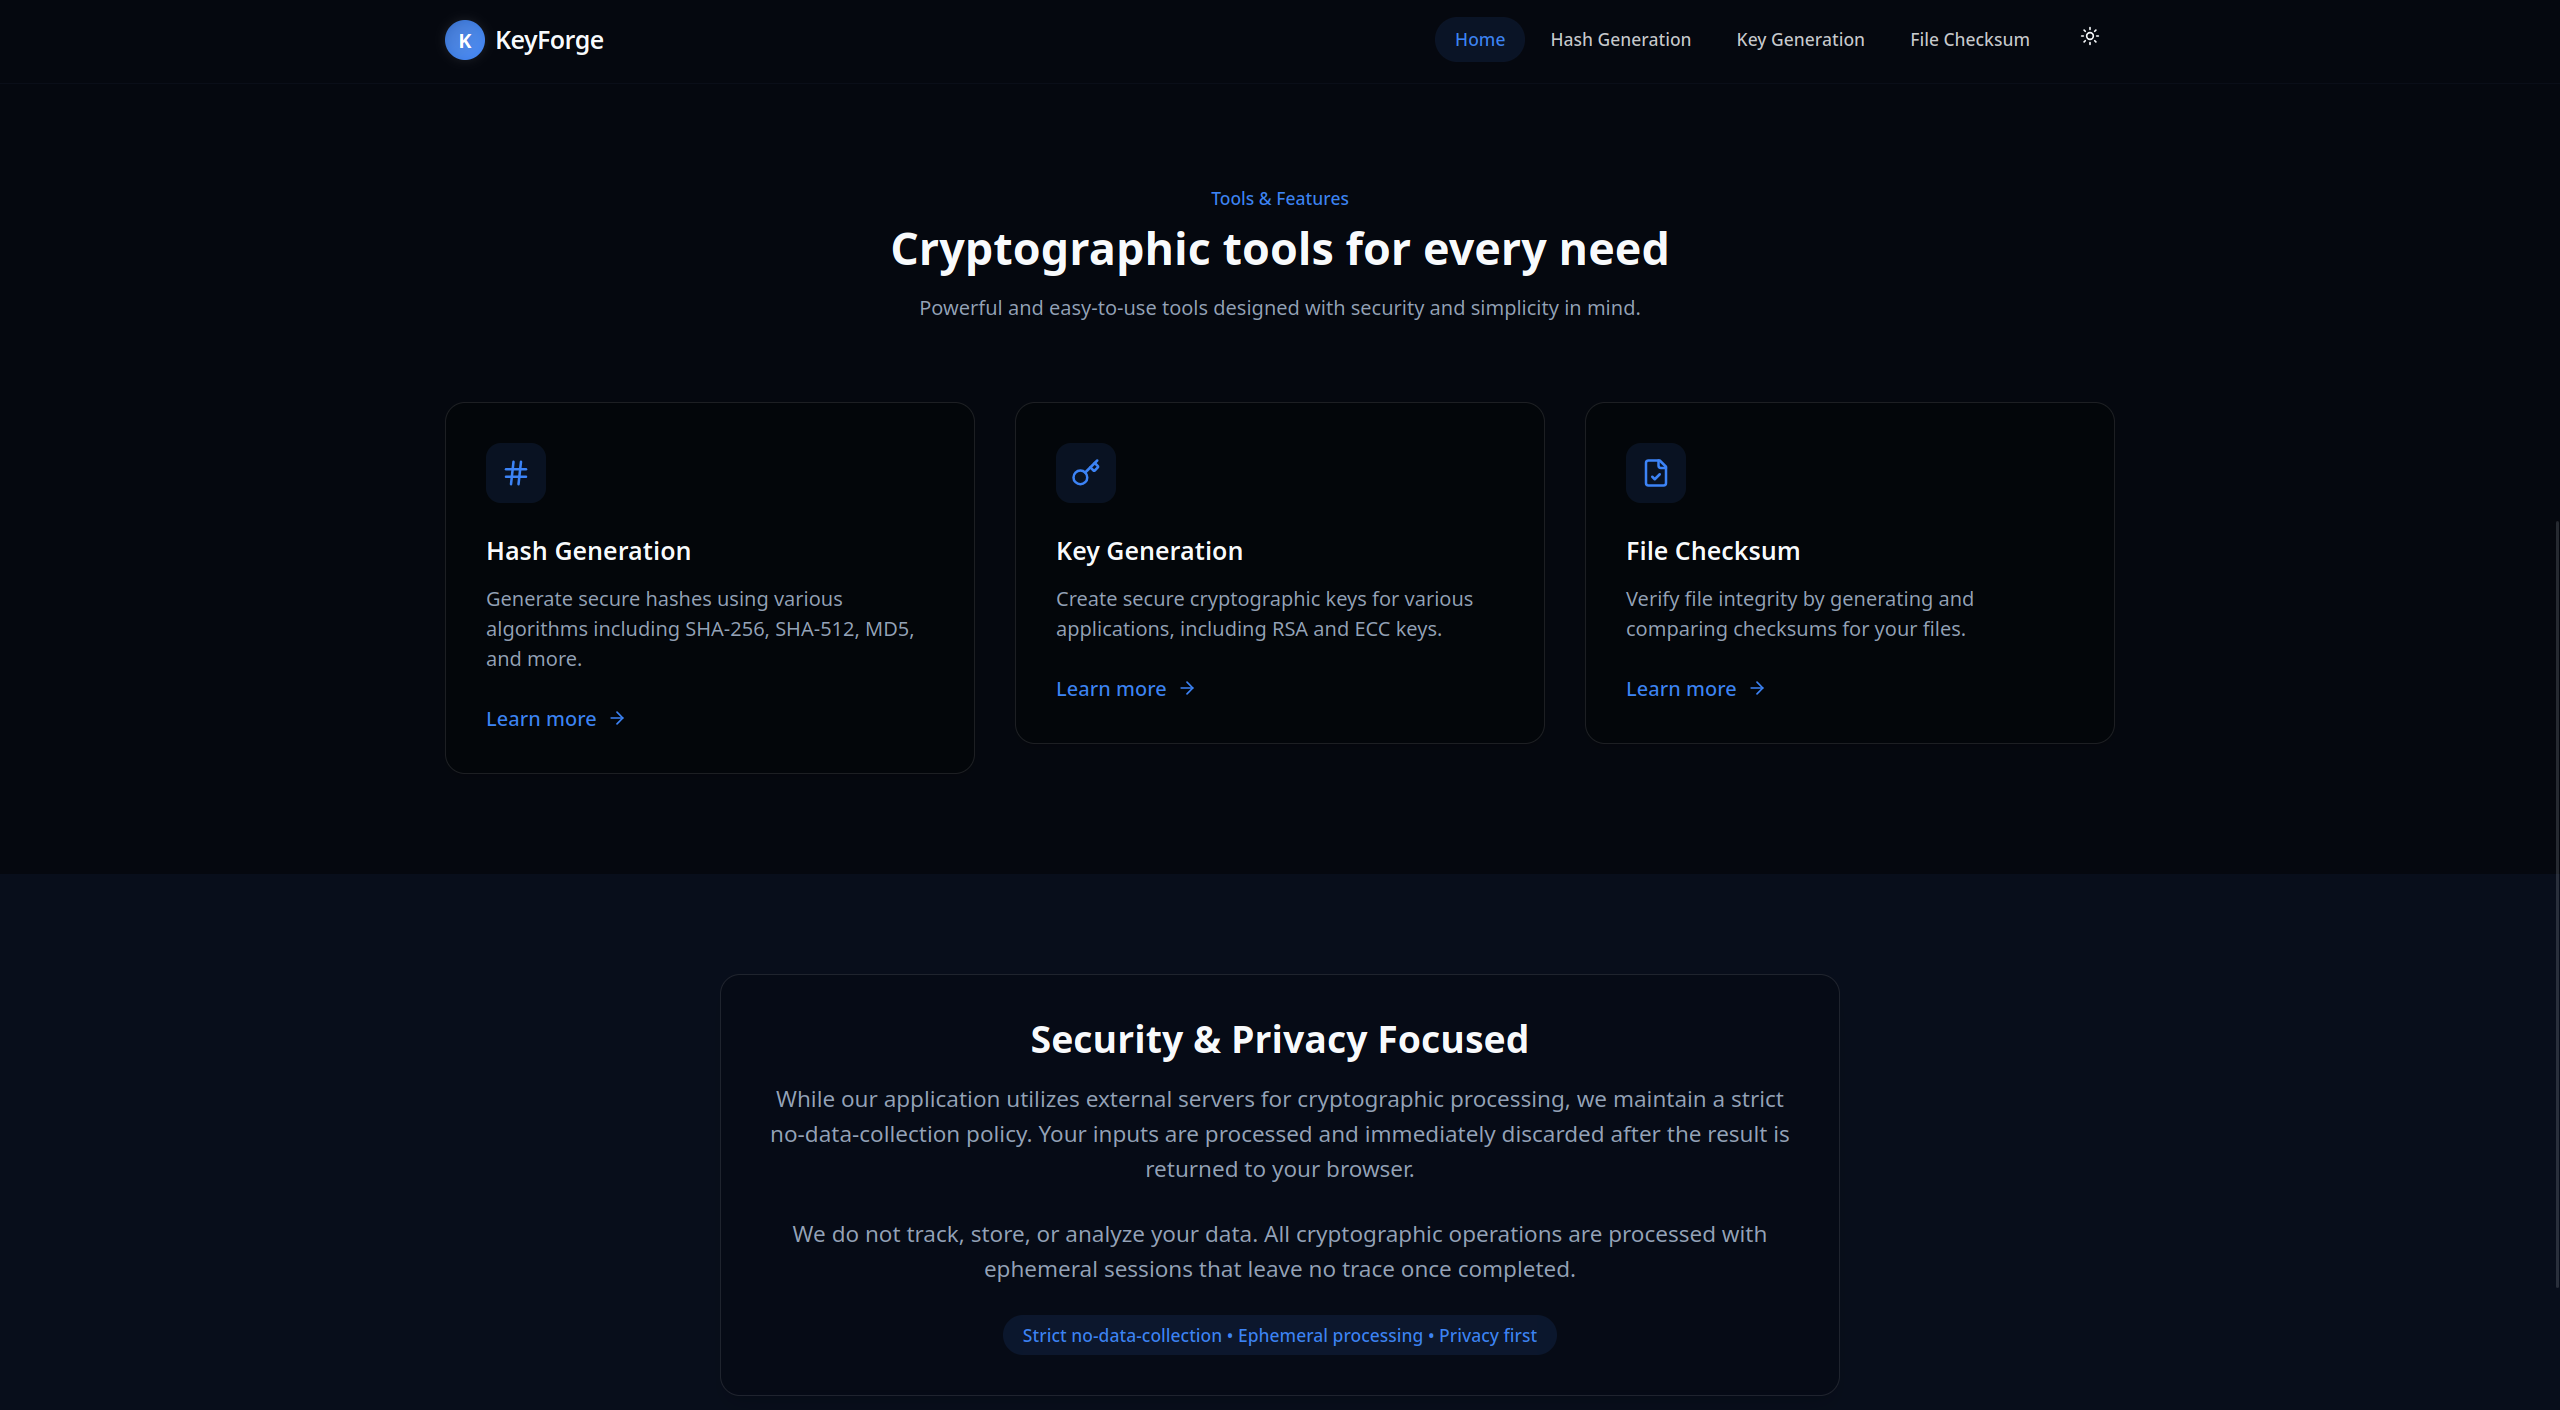 K KeyForge
Home Hash Generation Key Generation File Checksum
Tools & Features
Cryptographic tools for every need
Powerful and easy-to-use tools designed with security and simplicity in mind.
Hash Generation
Generate secure hashes using various
algorithms including SHA-256, SHA-512, MD5,
and more.
Learn more
Key Generation
Create secure cryptographic keys for various
applications, including RSA and ECC keys.
Learn more
File Checksum
Verify file integrity by generating and
comparing checksums for your files.
Learn more
Security & Privacy Focused
While our application utilizes external servers for cryptographic processing, we maintain a strict
no-data-collection policy. Your inputs are processed and immediately discarded after the result is
returned to your browser.
We do not track, store, or analyze your data. All cryptographic operations are processed with
ephemeral sessions that leave no trace once completed.
Strict no-data-collection • Ephemeral processing • Privacy first